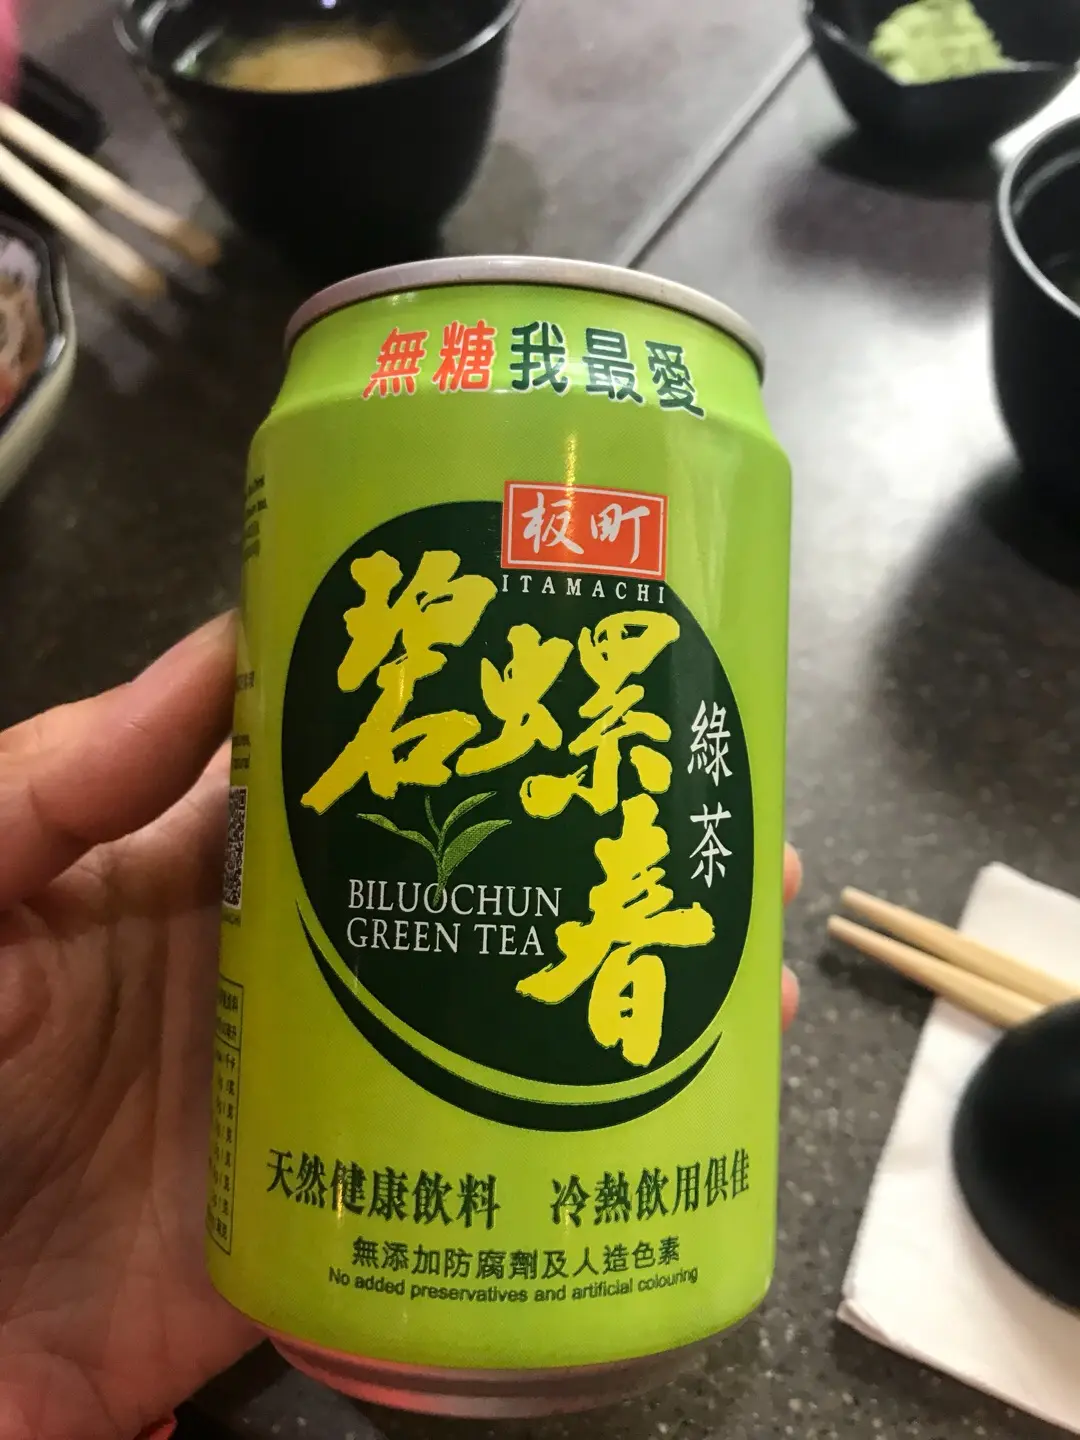 無糖我最愛
板町
ITAMACHI
碧螺春
綠茶
BILUOCHUN
GREEN TEA
天然健康飲料 冷熱飲用俱佳
無添加防腐劑及人造色素
No added preservatives and artificial colouring